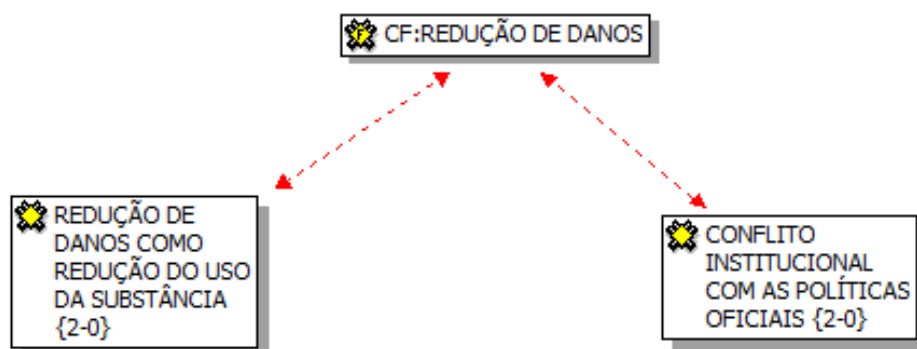 CF:REDUÇÃO DE DANOS
REDUÇÃO DE
DANOS COMO
REDUÇÃO DO USO
DA SUBSTÂNCIA
{2-0}
CONFLITO
INSTITUCIONAL
COM AS POLÍTICAS
OFICIAIS {2-0}